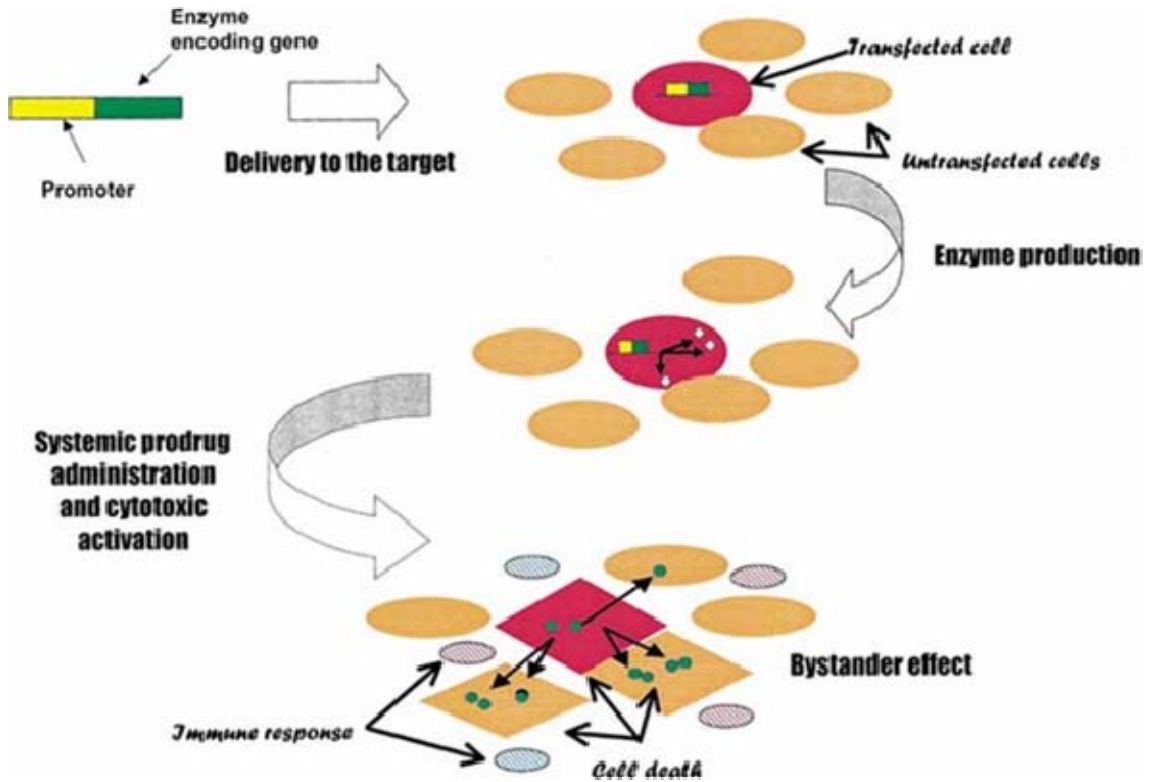 Enzyme
encoding gene
Promoter
Delivery to the target
Transfected cell
Untransfected cells
Enzyme production
Systemic prodrug
administration
and cytotoxic
activation
Bystander effect
Immune response
Cell death